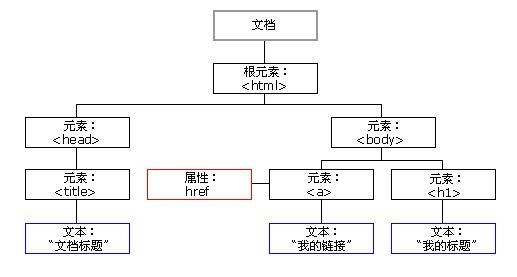 文档
根元素：
<html>
元素：
<head>
元素：
<body>
元素：
<title>
属性：
href
元素：
<a>
元素：
<h1>
文本：
“文档标题”
文本：
“我的链接”
文本：
“我的标题”